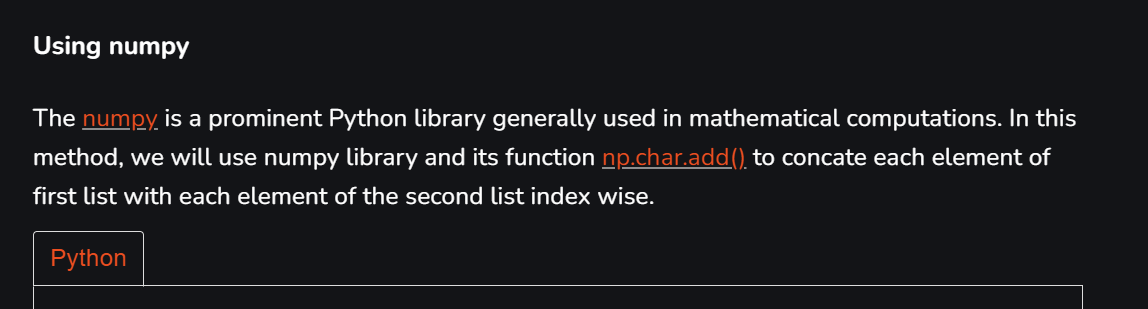 Using numpy
The numpy is a prominent Python library generally used in mathematical computations. In this
method, we will use numpy library and its function np.char.add() to concate each element of
first list with each element of the second list index wise.
Python